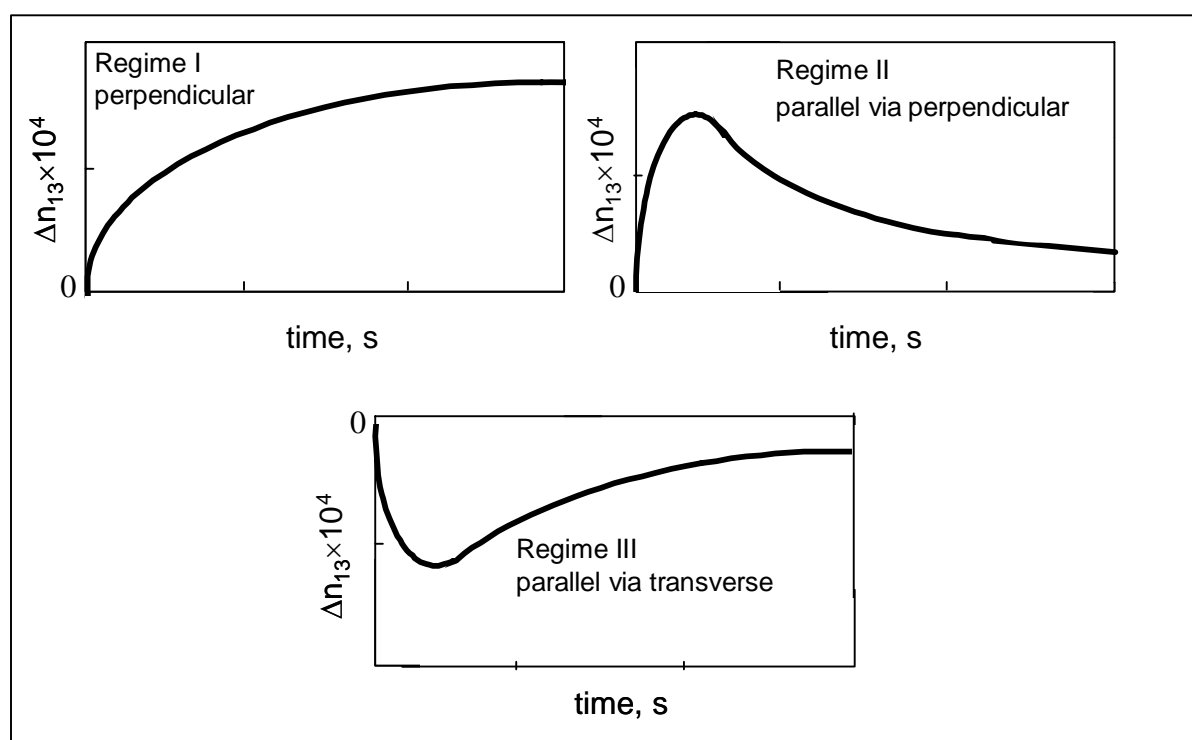 Regime I
perpendicular
Δn₁₃×10⁴
0
time, s
Regime II
parallel via perpendicular
Δn₁₃×10⁴
0
time, s
0
Δn₁₃×10⁴
Regime III
parallel via transverse
time, s